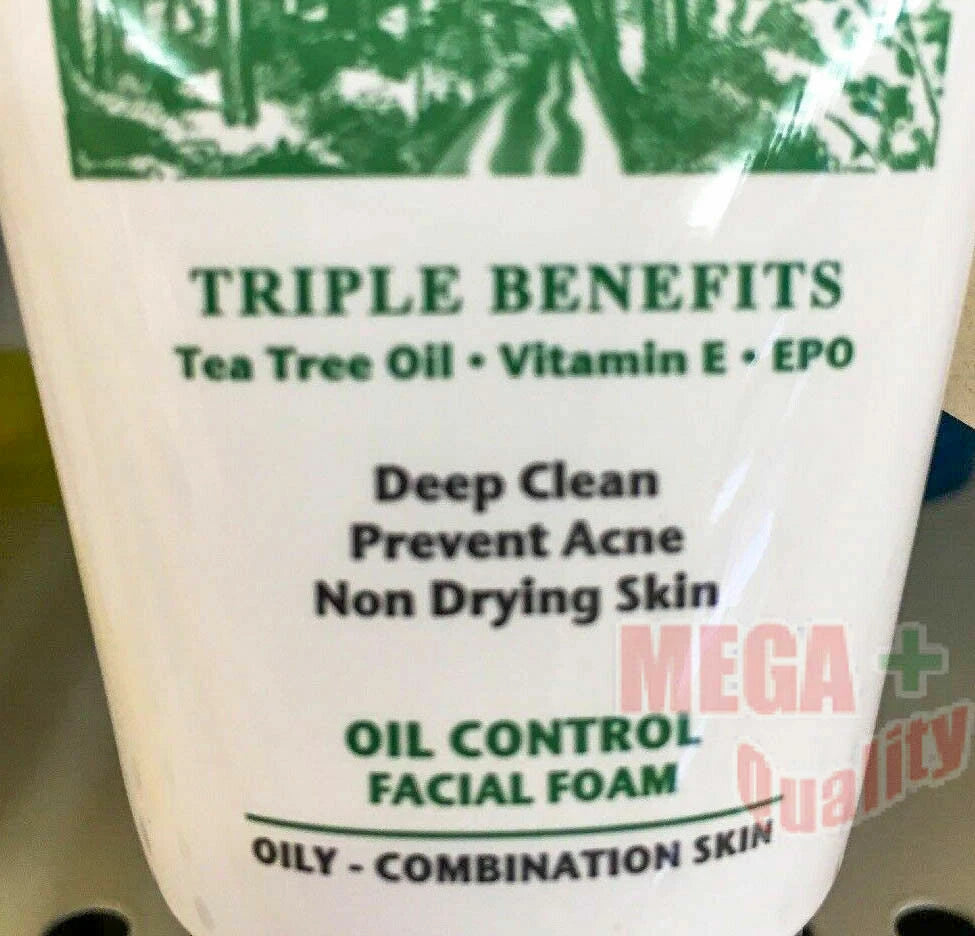 TRIPLE BENEFITS
Tea Tree Oil • Vitamin E • EPO
Deep Clean
Prevent Acne
Non Drying Skin
MEGA +
Quality
OIL CONTROL
FACIAL FOAM
OILY - COMBINATION SKIN